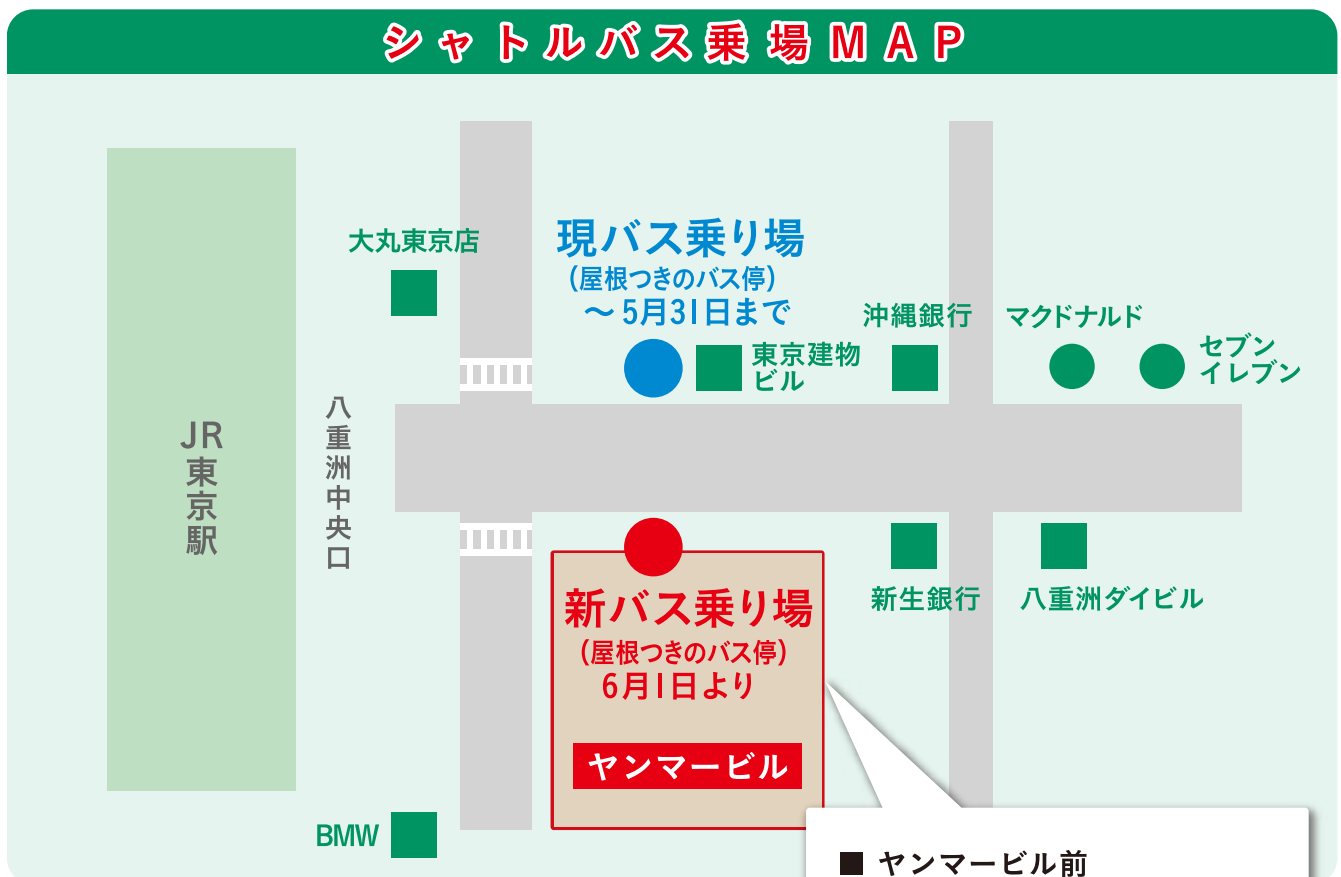 シャトルバス乗場MAP
大丸東京店
現バス乗り場
(屋根つきのバス停)
～5月31日まで
沖縄銀行
マクドナルド
セブン
イレブン
東京建物
ビル
JR
東京駅
八重洲中央口
新バス乗り場
(屋根つきのバス停)
6月1日より
ヤンマービル
新生銀行
八重洲ダイビル
BMW
■ ヤンマービル前